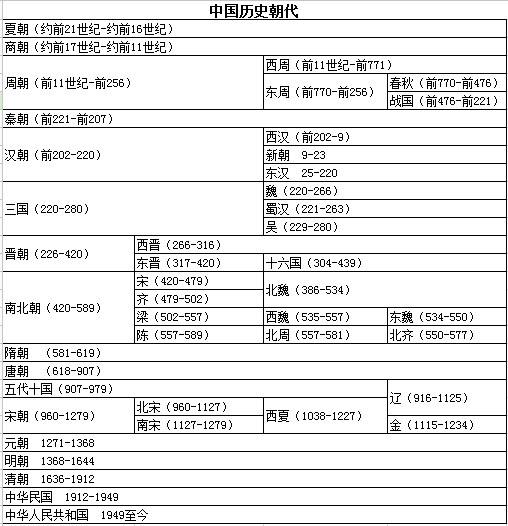 中国历史朝代
夏朝（约前21世纪-约前16世纪）
商朝（约前17世纪-约前11世纪）
周朝（前11世纪-前256）
西周（前11世纪-前771）
东周（前770-前256）
春秋（前770-前476）
战国（前476-前221）
秦朝（前221-前207）
汉朝（前202-220）
西汉（前202-9）
新朝 9-23
东汉 25-220
三国（220-280）
魏（220-266）
蜀汉（221-263）
吴（229-280）
晋朝（226-420）
西晋（266-316）
东晋（317-420）
十六国（304-439）
南北朝（420-589）
宋（420-479）
齐（479-502）
北魏（386-534）
梁（502-557）
西魏（535-557）
东魏（534-550）
陈（557-589）
北周（557-581）
北齐（550-577）
隋朝 （581-619）
唐朝 （618-907）
五代十国（907-979）
辽（916-1125）
宋朝（960-1279）
北宋（960-1127）
南宋（1127-1279）
西夏（1038-1227）
金（1115-1234）
元朝 1271-1368
明朝 1368-1644
清朝 1636-1912
中华民国 1912-1949
中华人民共和国 1949至今